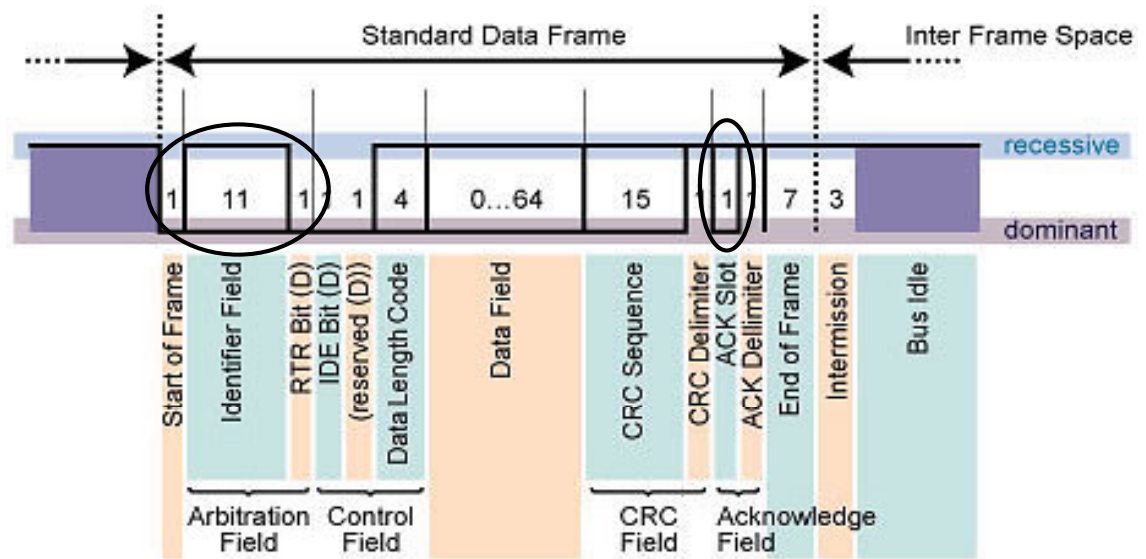 Standard Data Frame
Inter Frame Space
recessive
1
11
1
1
1
4
0...64
15
1
1
1
7
3
dominant
Start of Frame
Identifier Field
RTR Bit (D)
IDE Bit (D)
(reserved (D)))
Data Length Code
Data Field
CRC Sequence
CRC Delimiter
ACK Slot
ACK Dellimiter
End of Frame
Intermission
Bus Idle
Arbitration
Field
Control
Field
CRC
Field
Acknowledge
Field